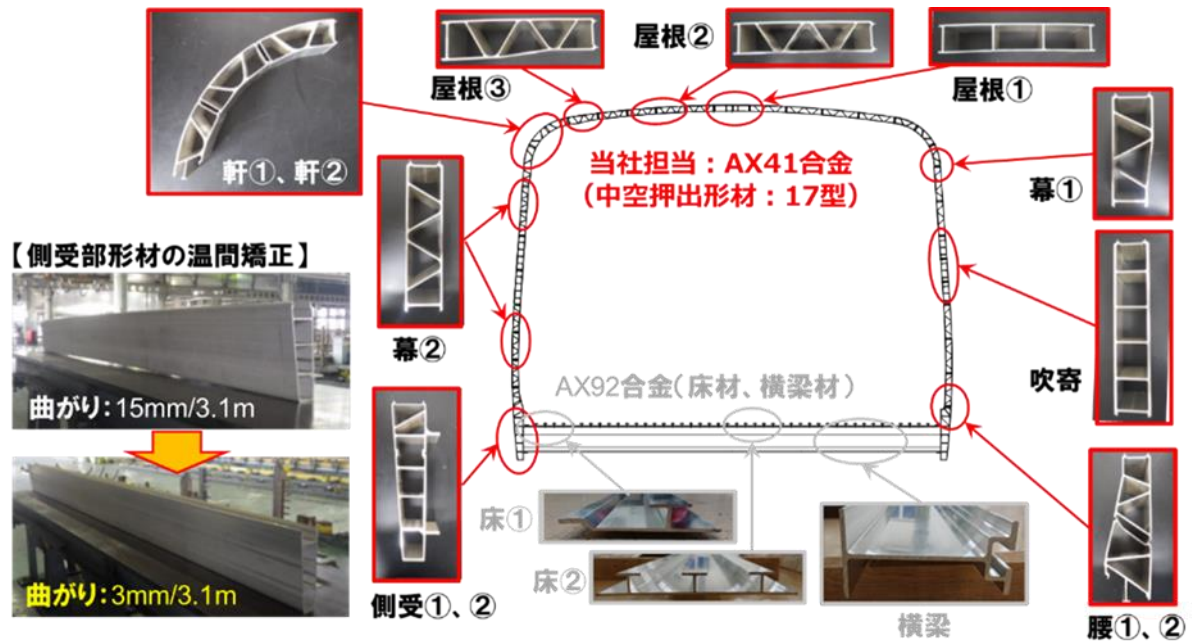 屋根③
屋根②
屋根①
軒①、軒②
当社担当：AX41合金
（中空押出形材：17型）
幕①
【側受部形材の温間矯正】
曲がり：15mm/3.1m
幕②
吹寄
AX92合金（床材、横梁材）
曲がり：3mm/3.1m
側受①、②
床①
床②
横梁
腰①、②